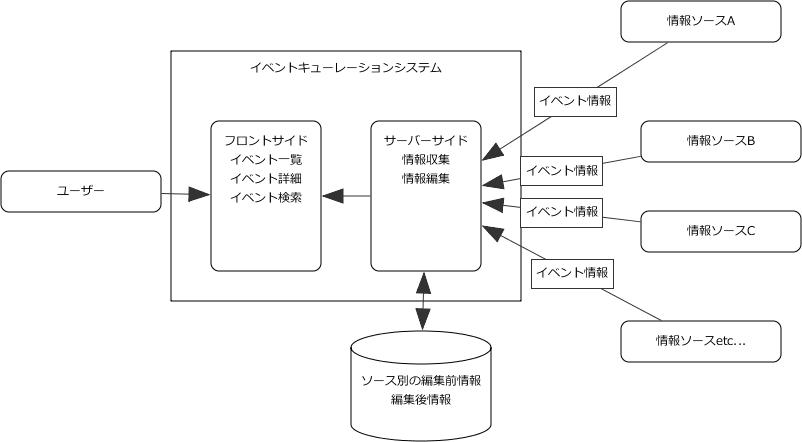 情報ソースA
イベントキューレーションシステム
イベント情報
フロントサイド
イベント一覧
イベント詳細
イベント検索
サーバーサイド
情報収集
情報編集
情報ソースB
イベント情報
ユーザー
イベント情報
情報ソースC
イベント情報
情報ソースetc...
ソース別の編集前情報
編集後情報